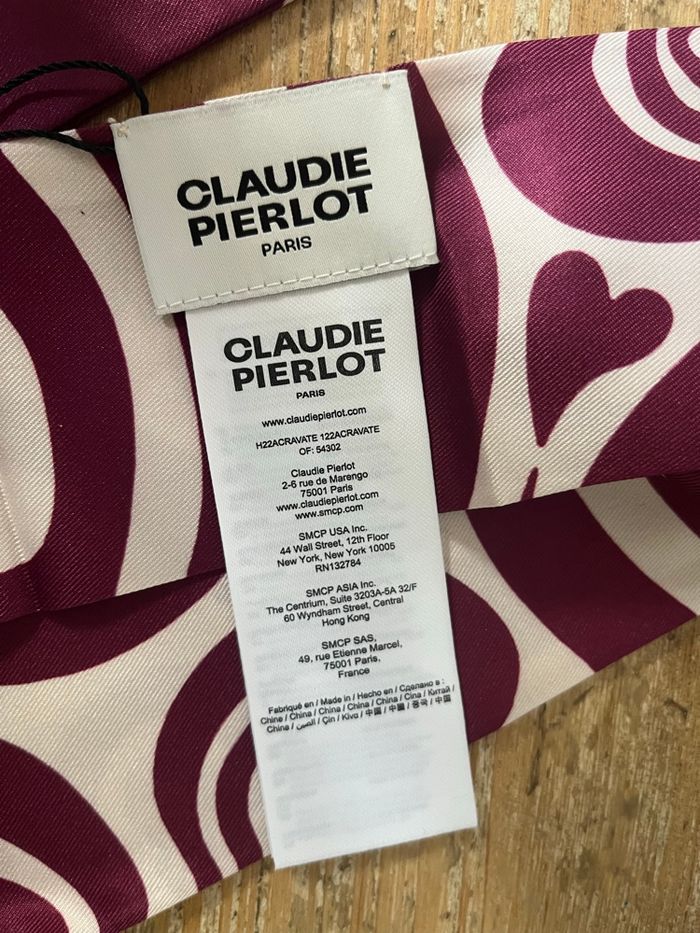 CLAUDIE
PIERLOT
PARIS
CLAUDIE
PIERLOT
PARIS
www.claudiepierlot.com
H22ACRAVATE 122ACRAVATE
OF: 54302
Claudie Pierlot
2-6 rue de Marengo
75001 Paris
www.claudiepierlot.com
www.smcp.com
SMCP USA Inc.
44 Wall Street, 12th Floor
New York, New York 10005
RN132784
SMCP ASIA Inc.
The Centrium, Suite 3203A-5A 32/F
60 Wyndham Street, Central
Hong Kong
SMCP SAS,
49, rue Etienne Marcel,
75001 Paris,
France
Fabriqué en / Made in / Hecho en / Сделано в :
Chine / China / China / China / China / Cina / Китай /
China / الصين / Çin / Κίνα / 中国 / 中國 / 중국 / 中国